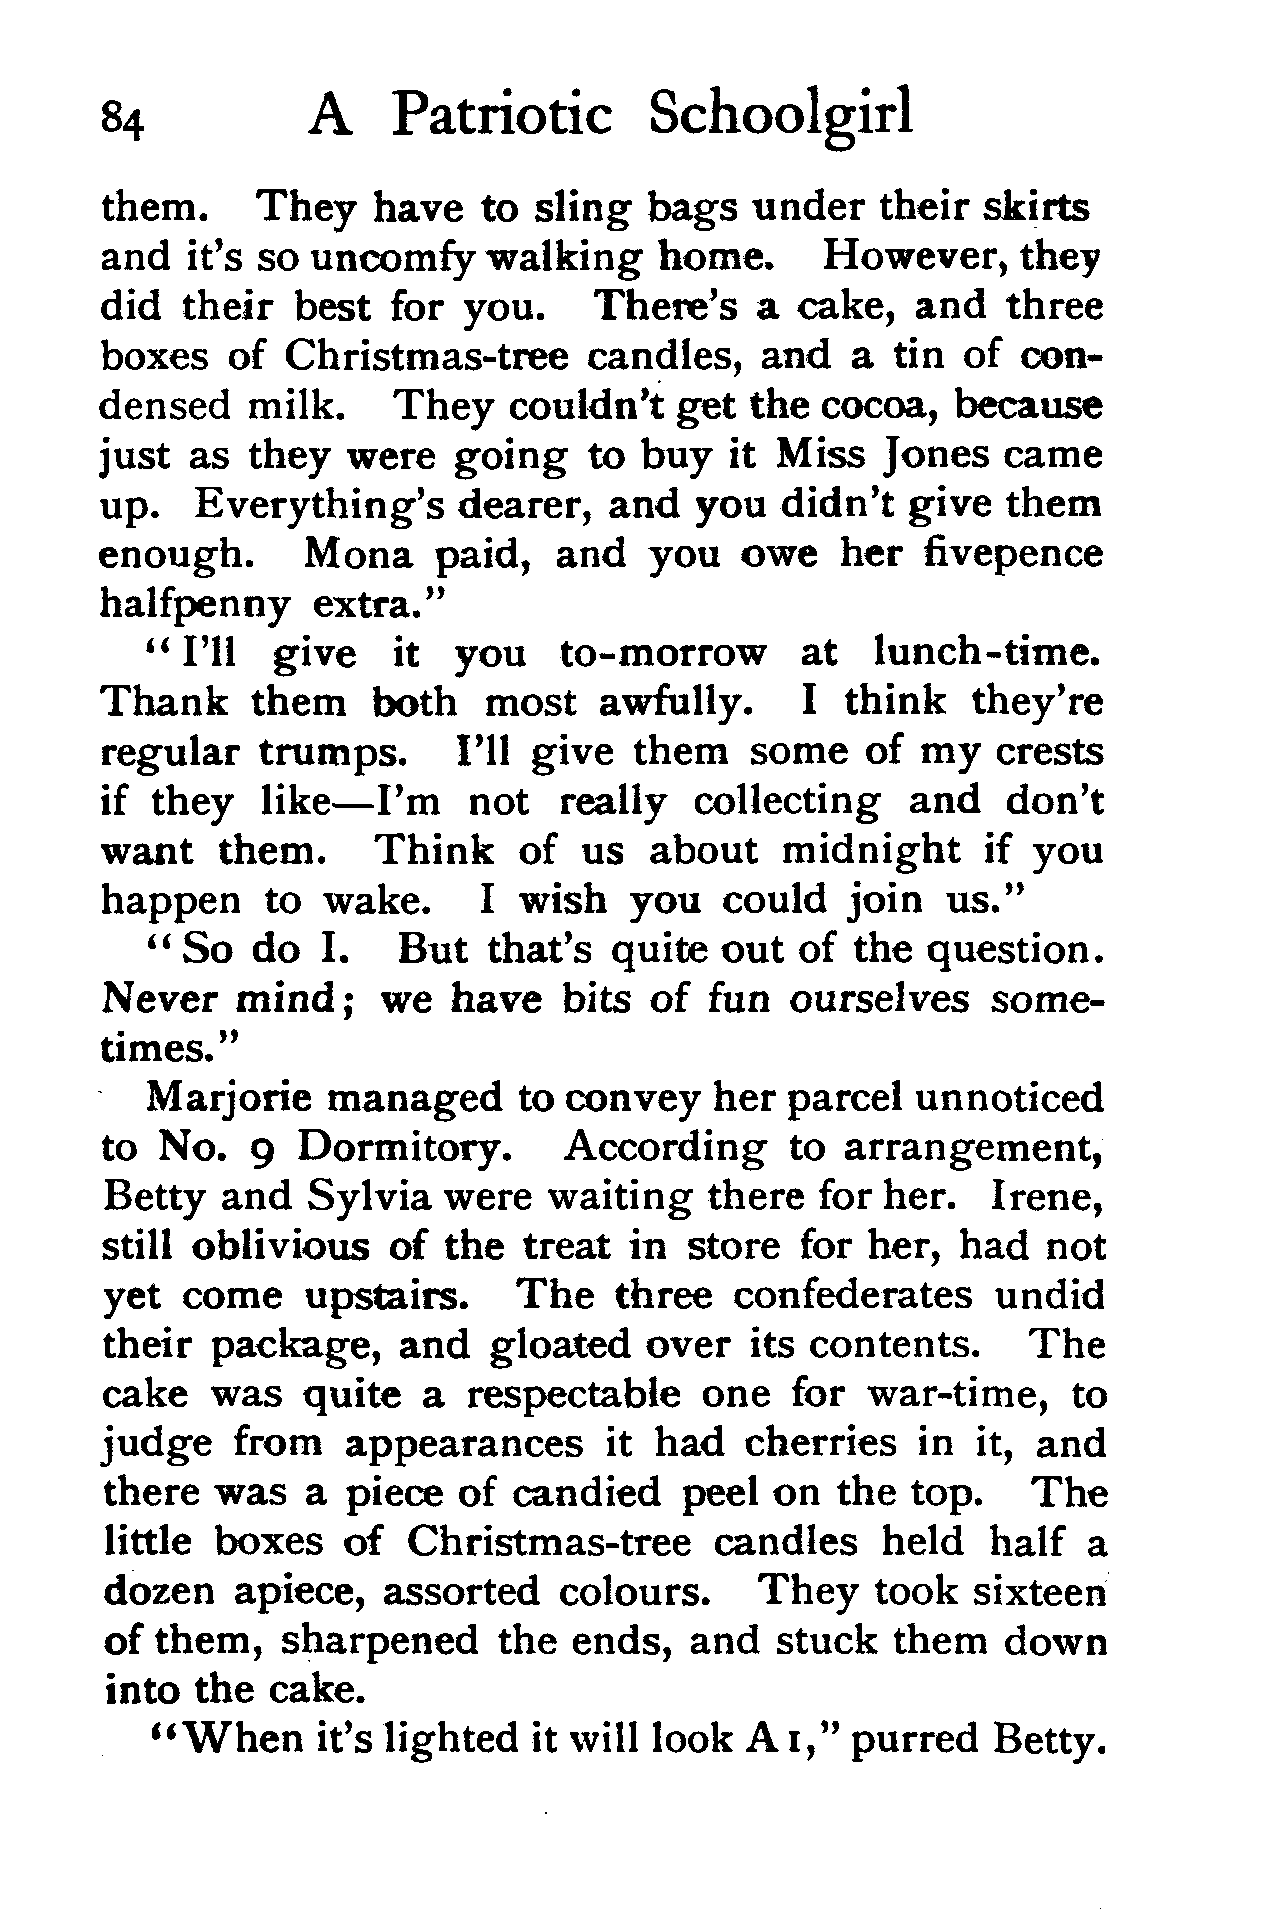 84 A Patriotic Schoolgirl
them. They have to sling bags under their skirts
and it's so uncomfy walking home. However, they
did their best for you. There's a cake, and three
boxes of Christmas-tree candles, and a tin of con-
densed milk. They couldn't get the cocoa, because
just as they were going to buy it Miss Jones came
up. Everything's dearer, and you didn't give them
enough. Mona paid, and you owe her fivepence
halfpenny extra."
"I'll give it you to-morrow at lunch-time.
Thank them both most awfully. I think they're
regular trumps. I'll give them some of my crests
if they like—I'm not really collecting and don't
want them. Think of us about midnight if you
happen to wake. I wish you could join us."
"So do I. But that's quite out of the question.
Never mind; we have bits of fun ourselves some-
times."
Marjorie managed to convey her parcel unnoticed
to No. 9 Dormitory. According to arrangement,
Betty and Sylvia were waiting there for her. Irene,
still oblivious of the treat in store for her, had not
yet come upstairs. The three confederates undid
their package, and gloated over its contents. The
cake was quite a respectable one for war-time, to
judge from appearances it had cherries in it, and
there was a piece of candied peel on the top. The
little boxes of Christmas-tree candles held half a
dozen apiece, assorted colours. They took sixteen
of them, sharpened the ends, and stuck them down
into the cake.
"When it's lighted it will look A 1," purred Betty.